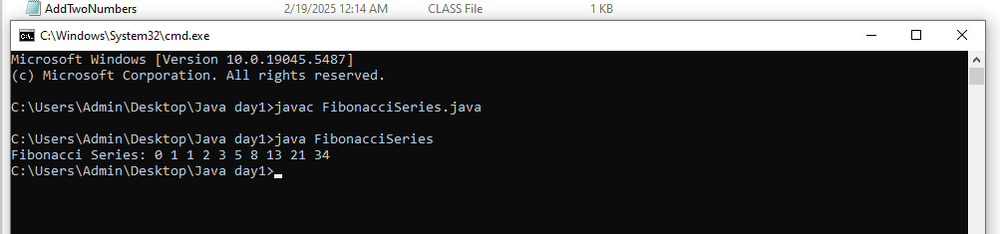 AddTwoNumbers 2/19/2025 12:14 AM CLASS File 1 KB
C:\Windows\System32\cmd.exe
Microsoft Windows [Version 10.0.19045.5487]
(c) Microsoft Corporation. All rights reserved.
C:\Users\Admin\Desktop\Java day1>javac FibonacciSeries.java
C:\Users\Admin\Desktop\Java day1>java FibonacciSeries
Fibonacci Series: 0 1 1 2 3 5 8 13 21 34
C:\Users\Admin\Desktop\Java day1>